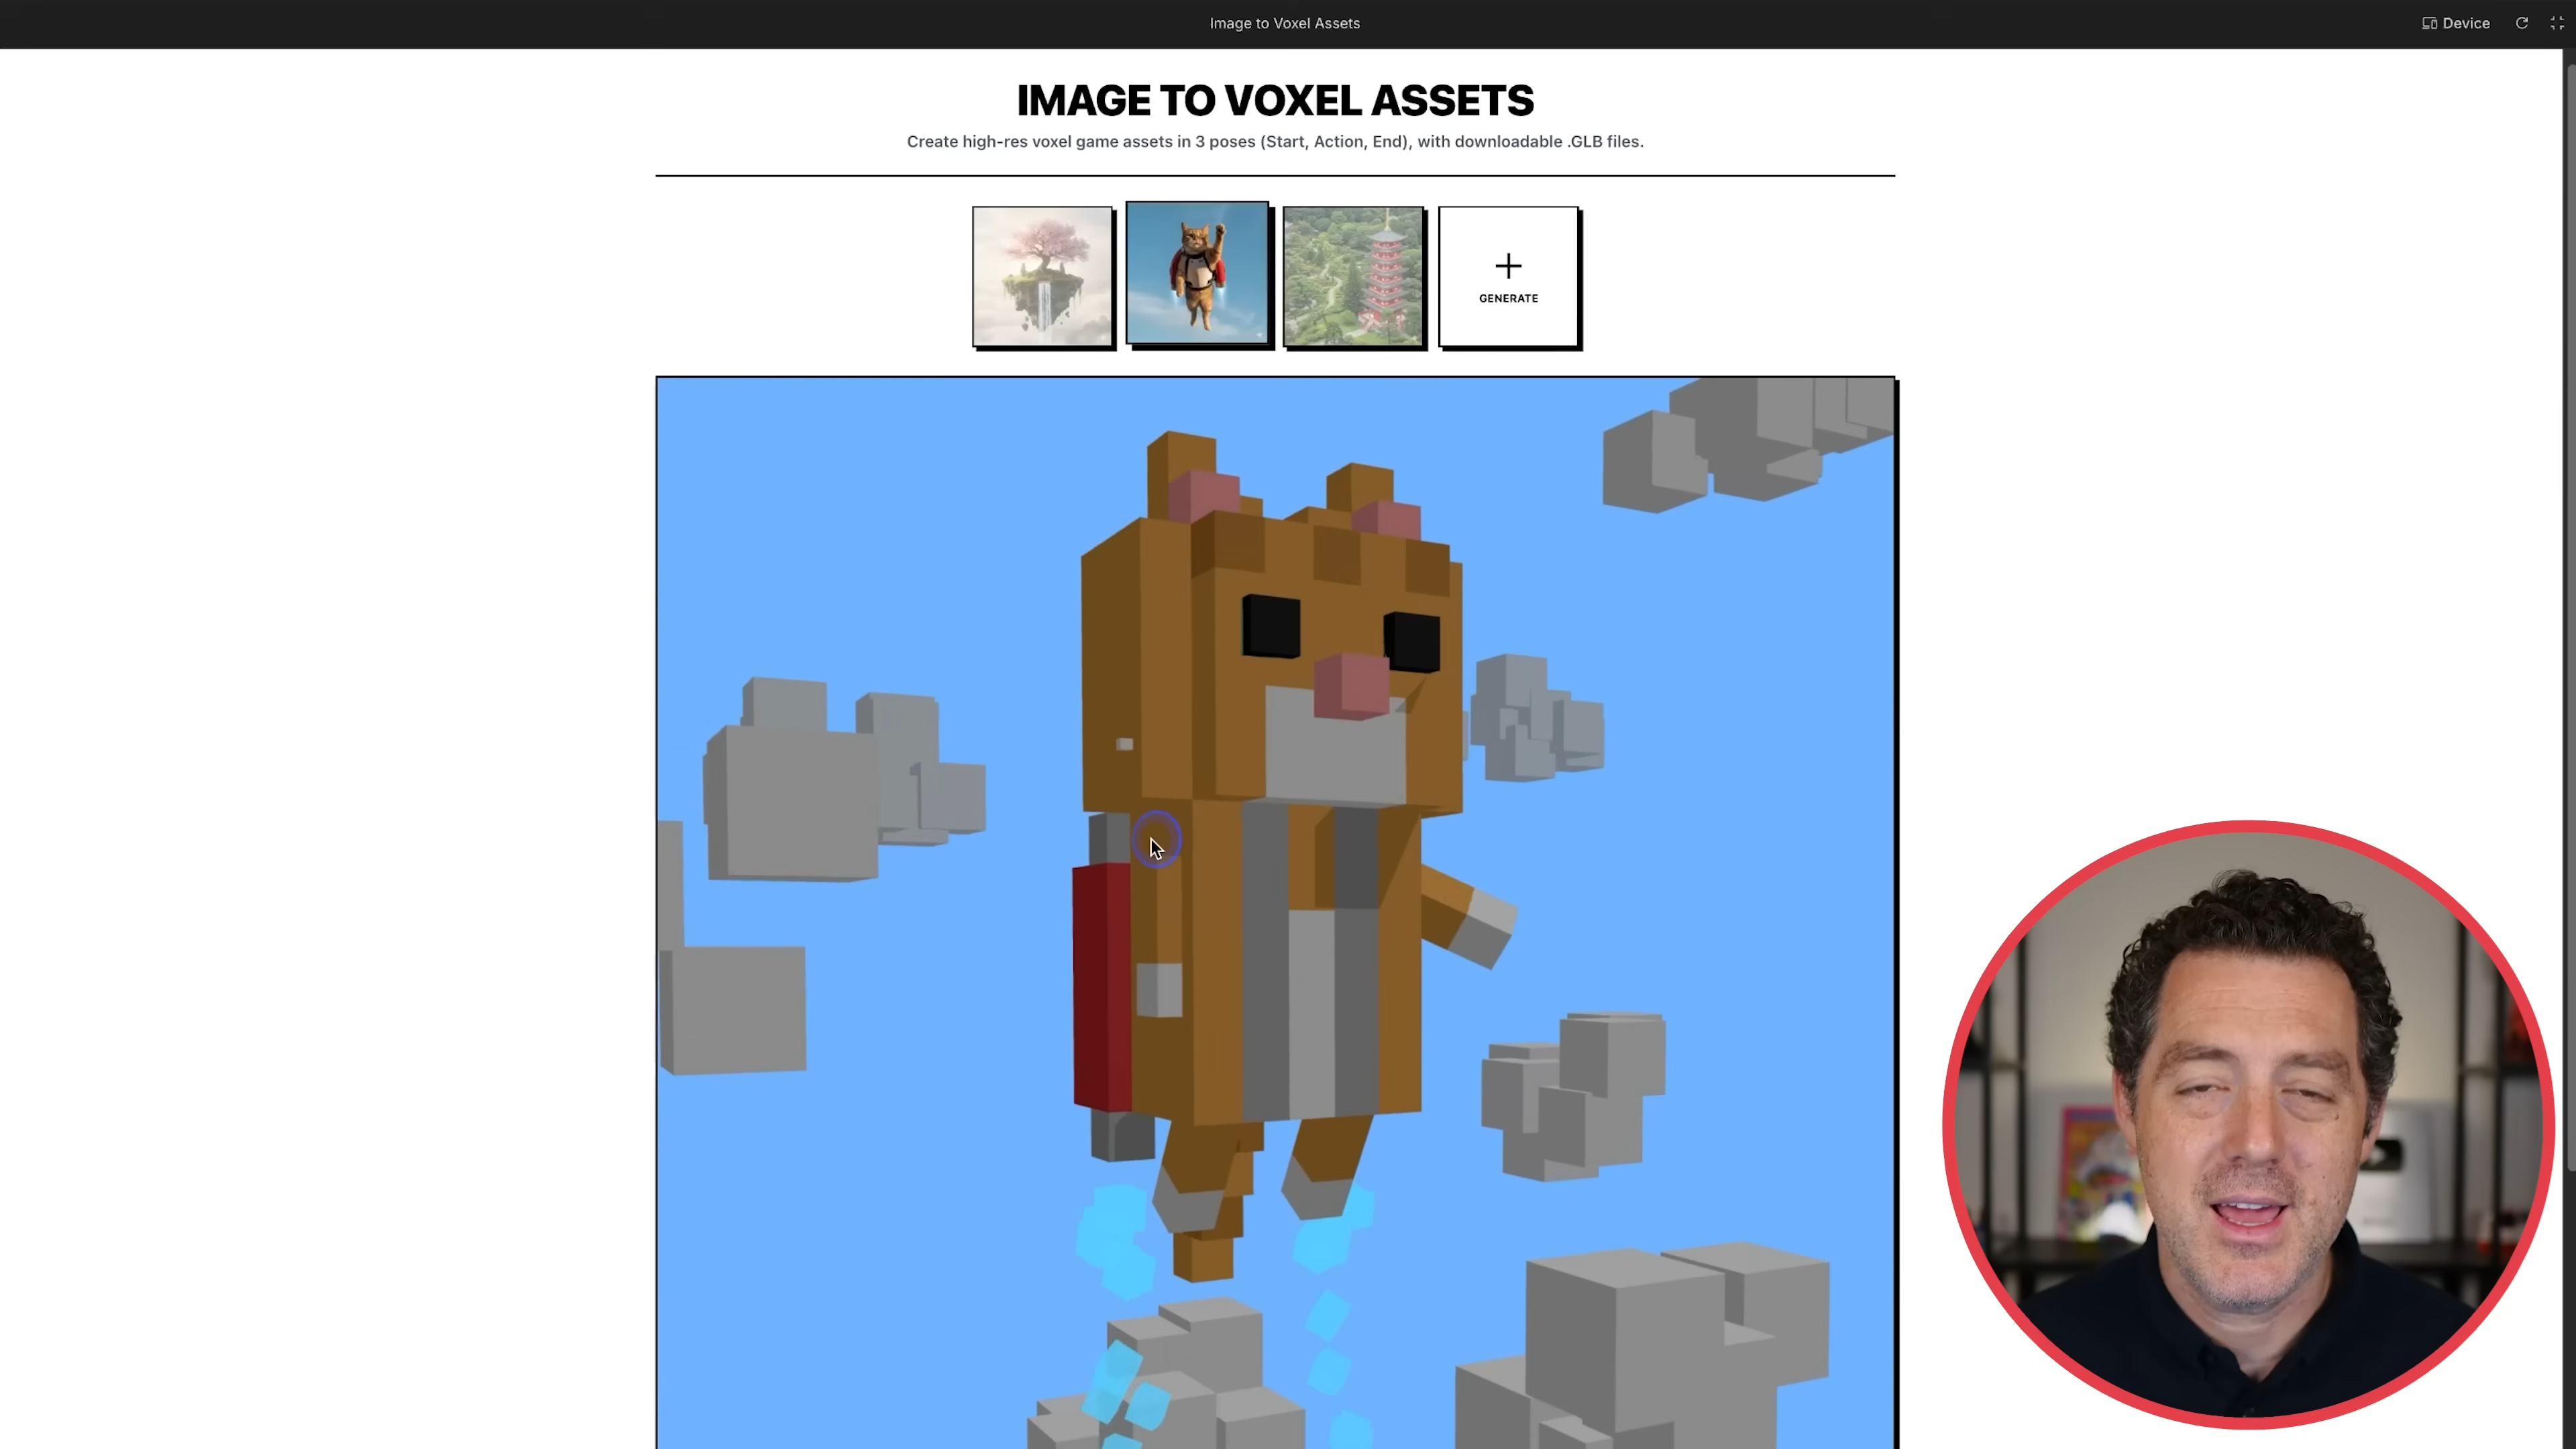 Image to Voxel Assets
Device
IMAGE TO VOXEL ASSETS
Create high-res voxel game assets in 3 poses (Start, Action, End), with downloadable .GLB files.
GENERATE